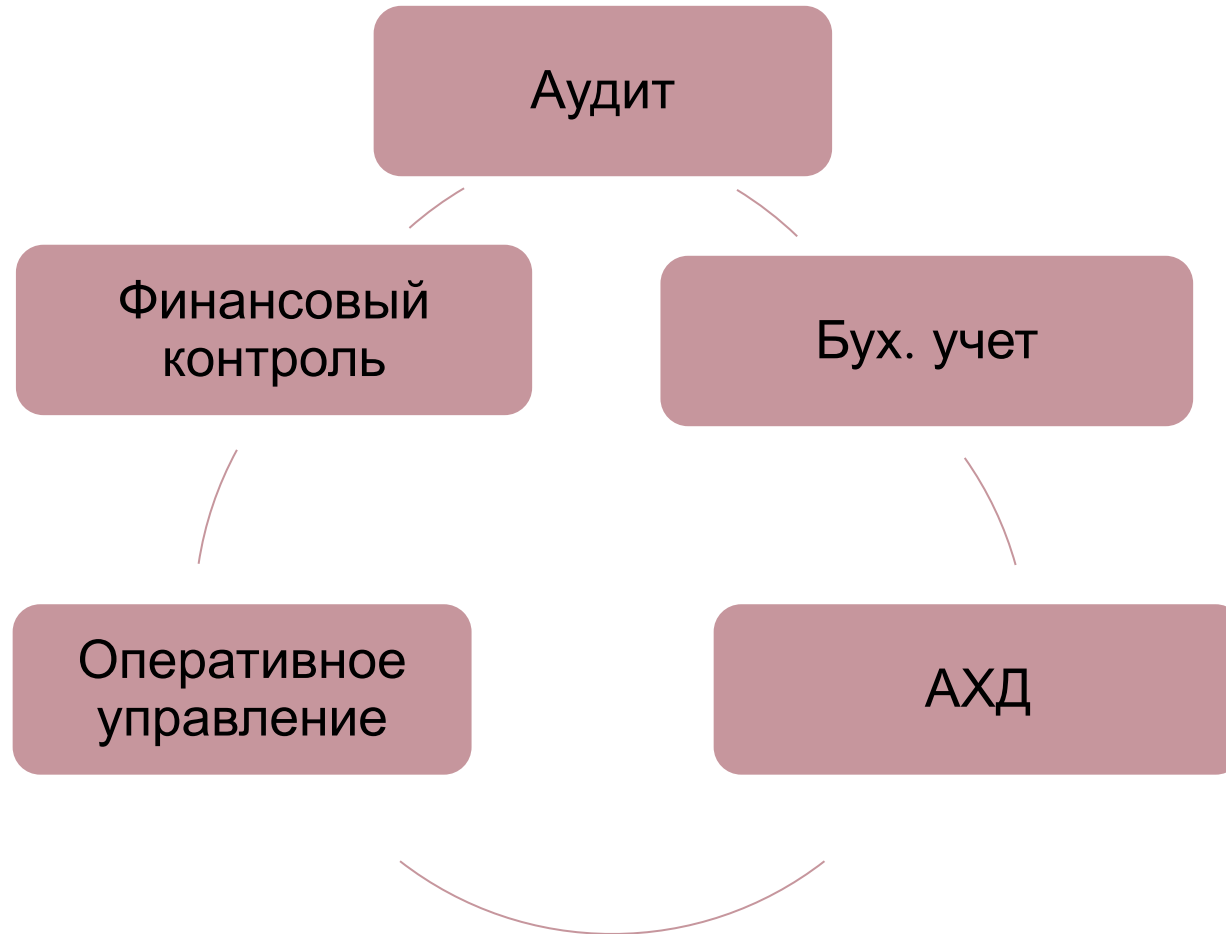 Аудит
Финансовый
контроль
Бух. учет
Оперативное
управление
АХД